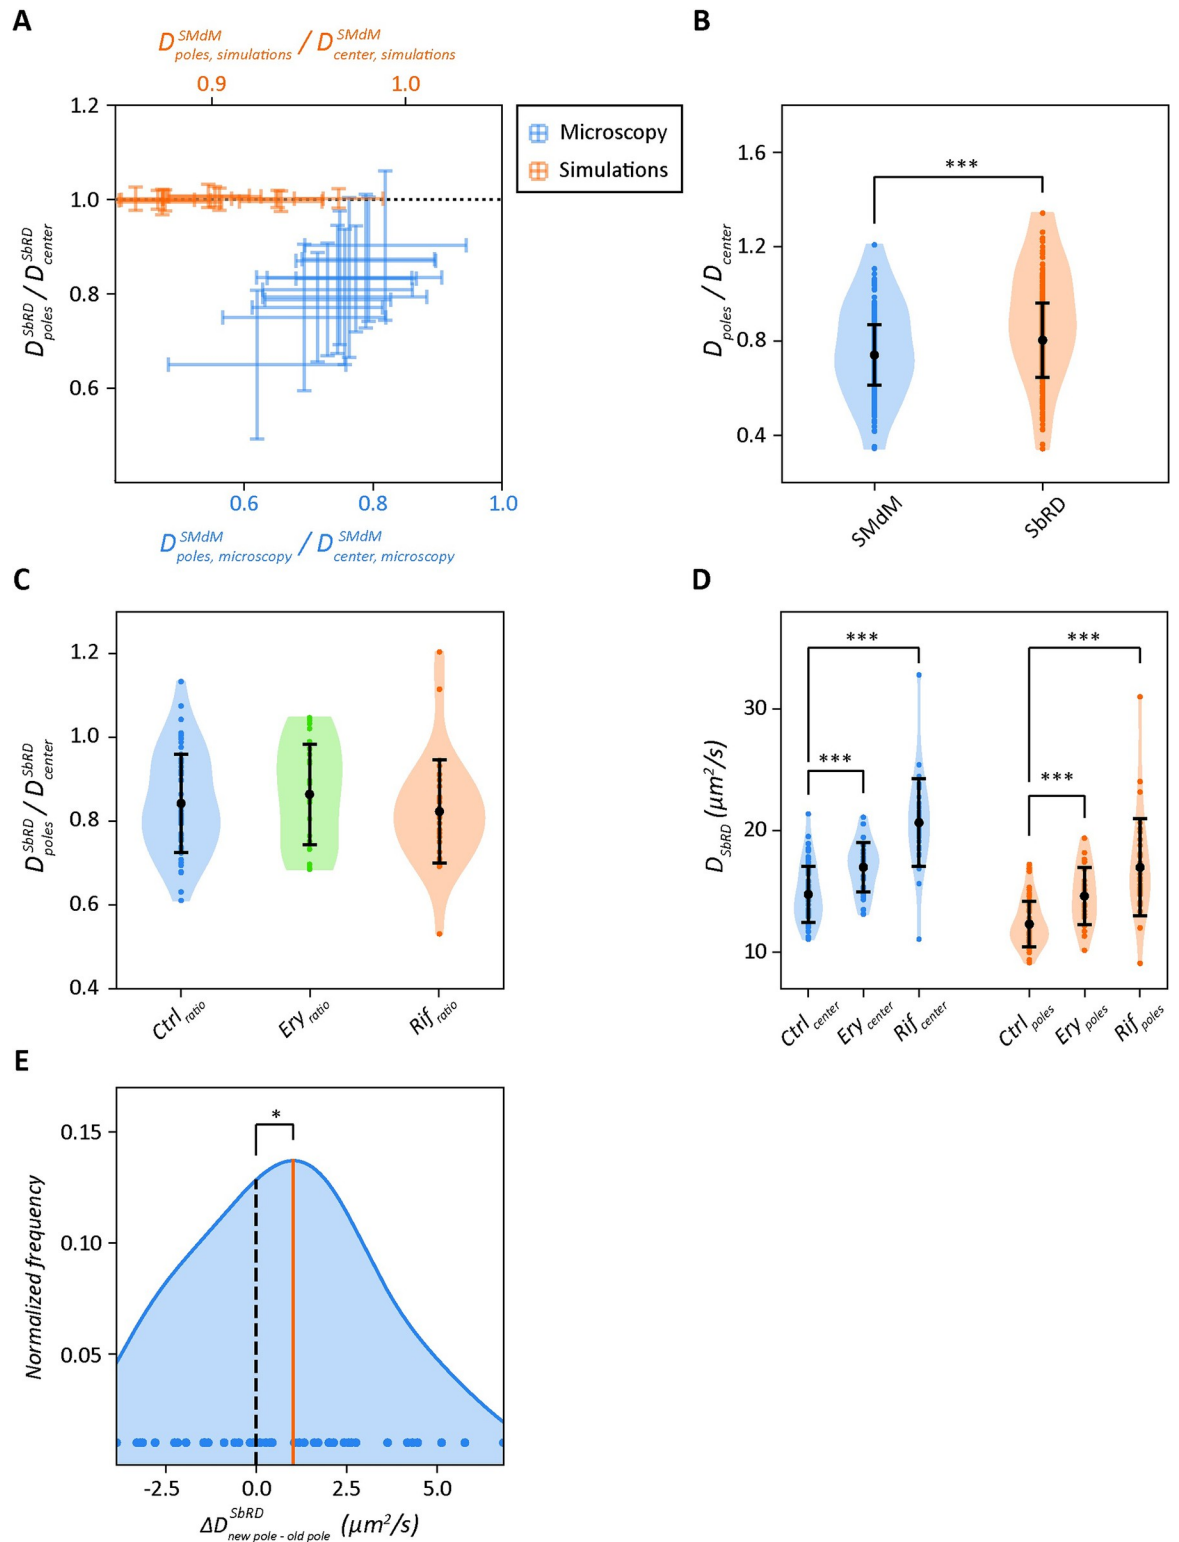 A
D^SMdM_poles, simulations / D^SMdM_center, simulations
0.9 1.0
1.2
1.0
0.8
0.6
D^SbRD_poles / D^SbRD_center
0.6 0.8 1.0
D^SMdM_poles, microscopy / D^SMdM_center, microscopy
Microscopy
Simulations
B
1.6
1.2
0.8
0.4
D_poles / D_center
***
SMdM SbRD
C
1.2
1.0
0.8
0.6
0.4
D^SbRD_poles / D^SbRD_center
Ctrl_ratio Ery_ratio Rif_ratio
D
30
20
10
D_SbRD (μm²/s)
*** ***
*** ***
Ctrl_center Ery_center Rif_center Ctrl_poles Ery_poles Rif_poles
E
0.15
0.10
0.05
Normalized frequency
*
-2.5 0.0 2.5 5.0
ΔD^SbRD_new pole - old pole (μm²/s)